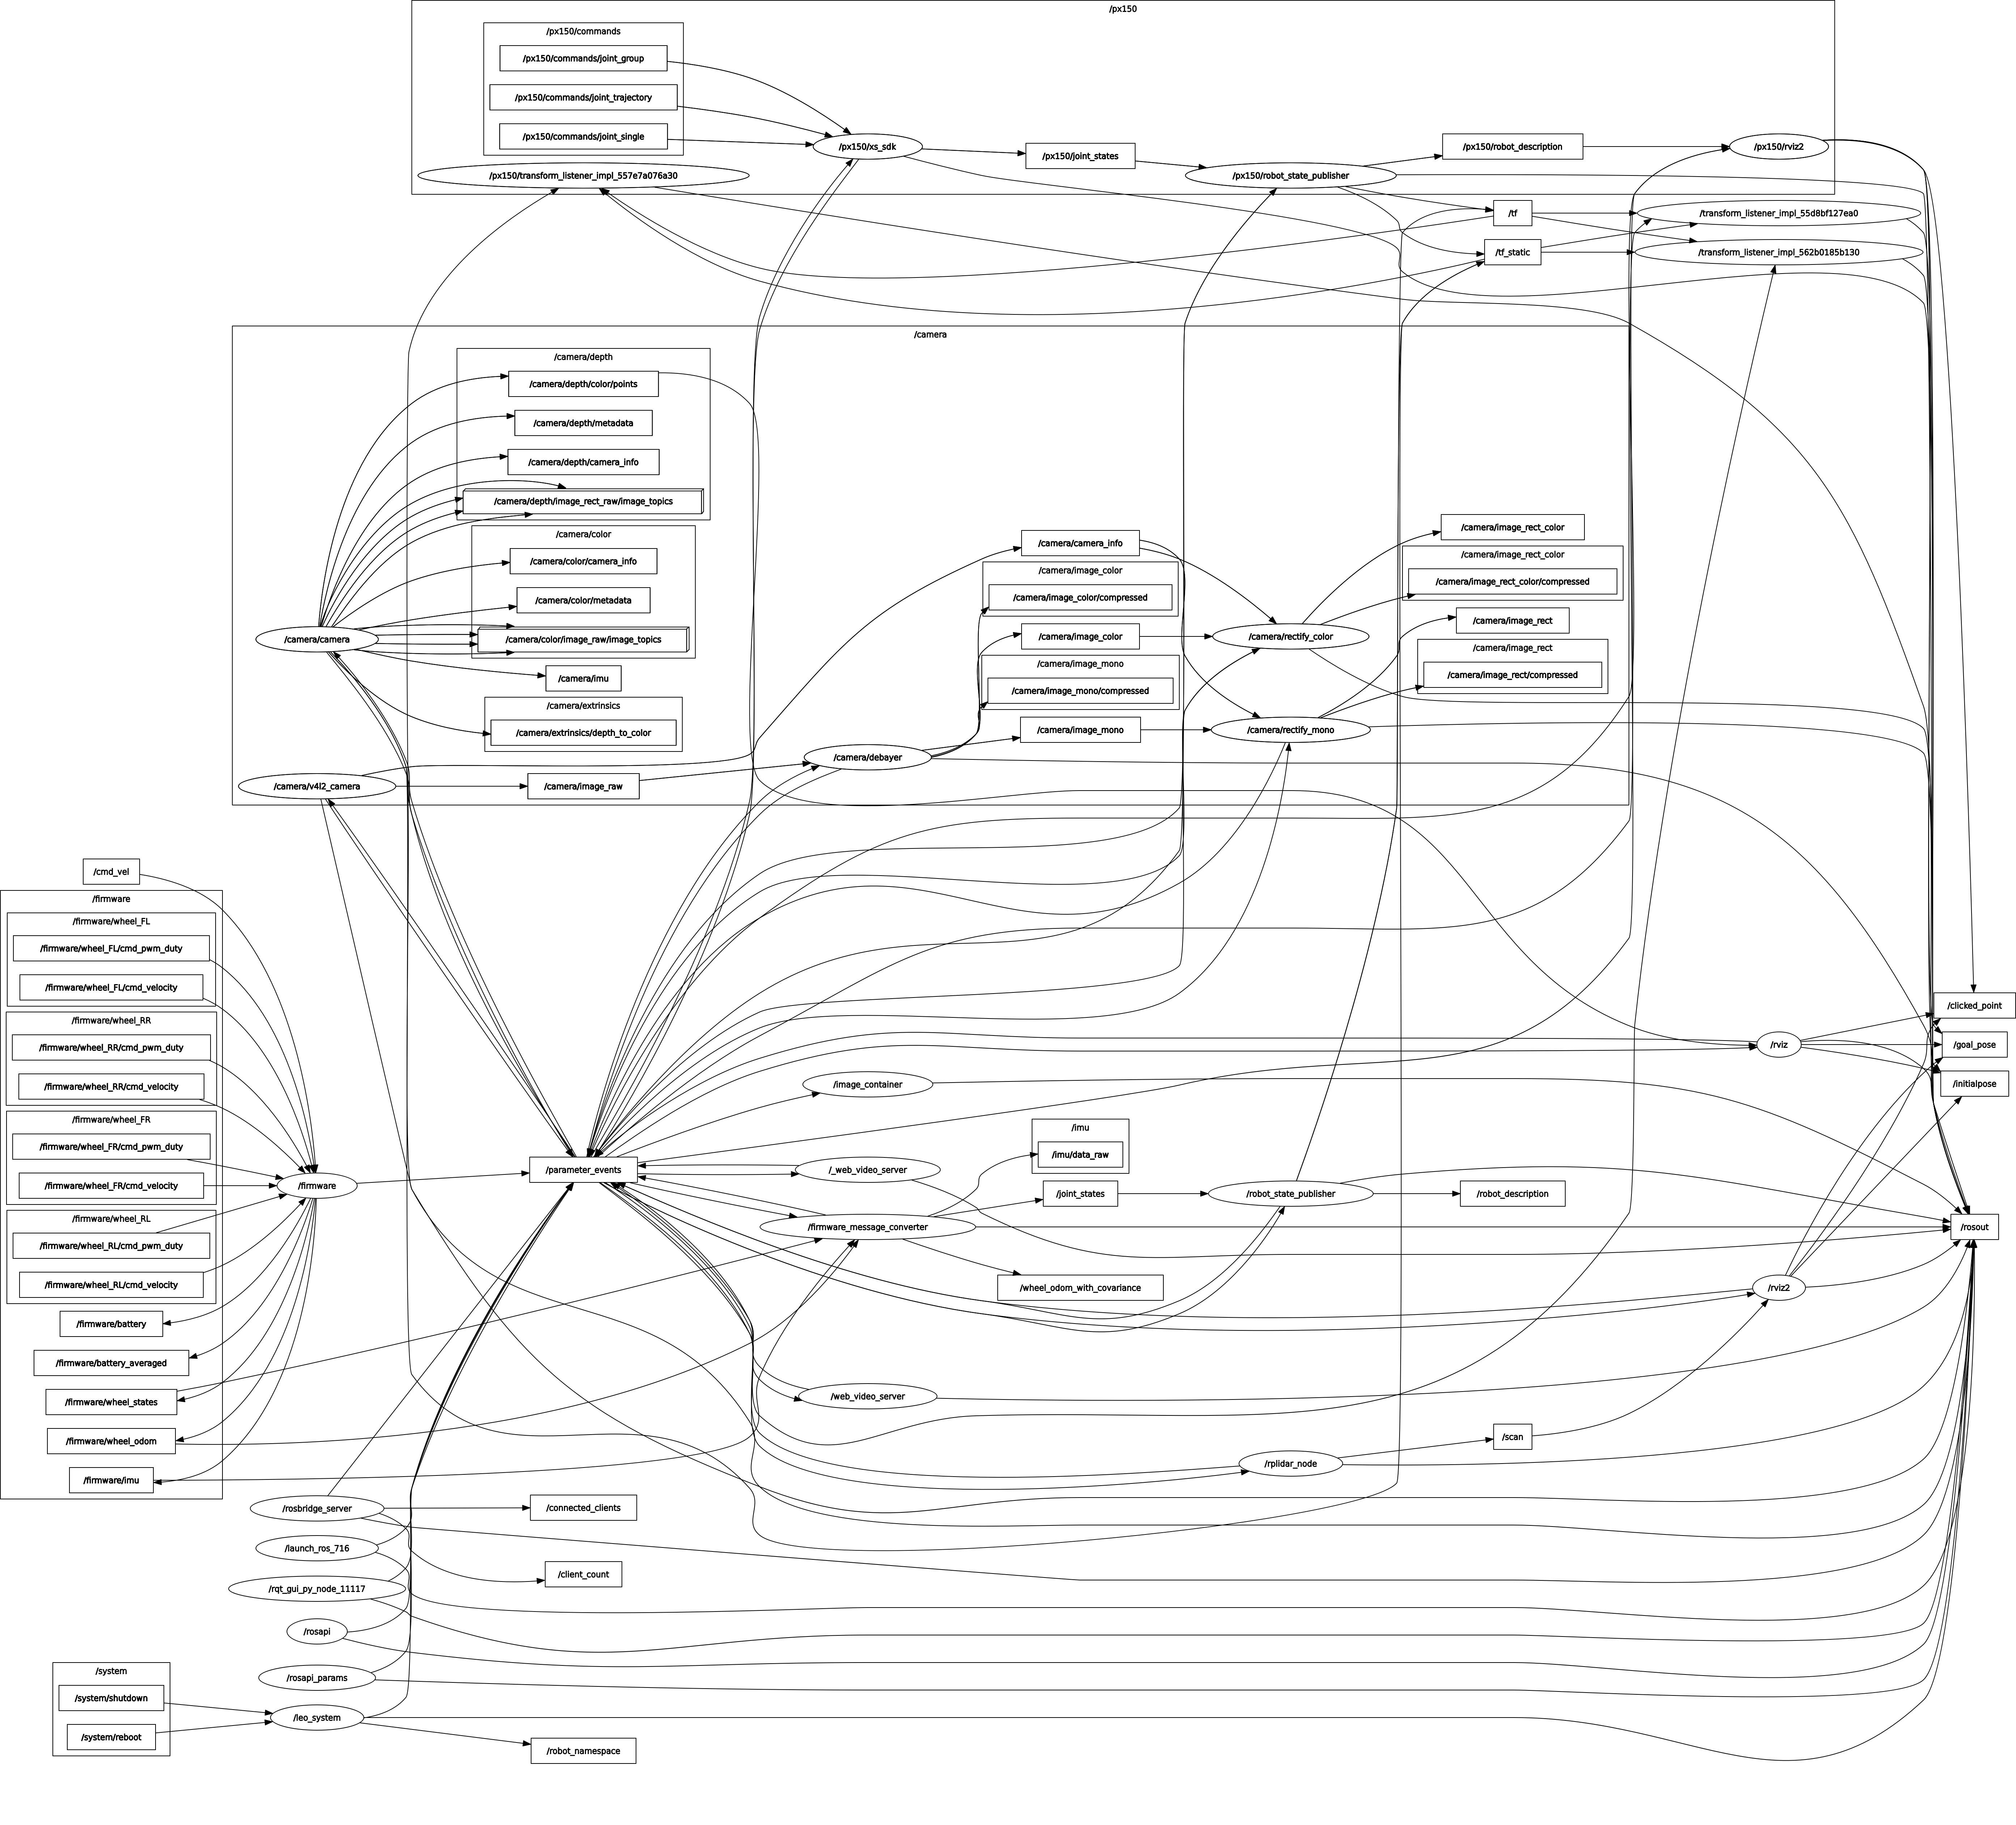 /px150
/px150/commands
/px150/commands/joint_group
/px150/commands/joint_trajectory
/px150/commands/joint_single
/px150/xs_sdk
/px150/joint_states
/px150/robot_description
/px150/rviz2
/px150/transform_listener_impl_557e7a076a30
/px150/robot_state_publisher
/tf
/transform_listener_impl_55d8bf127ea0
/tf_static
/transform_listener_impl_562b0185b130
/camera
/camera/depth
/camera/depth/color/points
/camera/depth/metadata
/camera/depth/camera_info
/camera/depth/image_rect_raw/image_topics
/camera/color
/camera/color/camera_info
/camera/color/metadata
/camera/camera
/camera/color/image_raw/image_topics
/camera/imu
/camera/extrinsics
/camera/extrinsics/depth_to_color
/camera/v4l2_camera
/camera/image_raw
/camera/debayer
/camera/camera_info
/camera/image_color
/camera/image_color/compressed
/camera/image_color
/camera/image_mono
/camera/image_mono/compressed
/camera/image_mono
/camera/rectify_color
/camera/rectify_mono
/camera/image_rect_color
/camera/image_rect_color
/camera/image_rect_color/compressed
/camera/image_rect
/camera/image_rect
/camera/image_rect/compressed
/cmd_vel
/firmware
/firmware/wheel_FL
/firmware/wheel_FL/cmd_pwm_duty
/firmware/wheel_FL/cmd_velocity
/firmware/wheel_RR
/firmware/wheel_RR/cmd_pwm_duty
/firmware/wheel_RR/cmd_velocity
/firmware/wheel_FR
/firmware/wheel_FR/cmd_pwm_duty
/firmware/wheel_FR/cmd_velocity
/firmware/wheel_RL
/firmware/wheel_RL/cmd_pwm_duty
/firmware/wheel_RL/cmd_velocity
/firmware/battery
/firmware/battery_averaged
/firmware/wheel_states
/firmware/wheel_odom
/firmware/imu
/firmware
/parameter_events
/image_container
/_web_video_server
/firmware_message_converter
/imu
/imu/data_raw
/joint_states
/wheel_odom_with_covariance
/robot_state_publisher
/robot_description
/rviz
/clicked_point
/goal_pose
/initialpose
/rosout
/rviz2
/web_video_server
/rplidar_node
/scan
/rosbridge_server
/connected_clients
/launch_ros_716
/client_count
/rqt_gui_py_node_11117
/rosapi
/rosapi_params
/system
/system/shutdown
/system/reboot
/leo_system
/robot_namespace